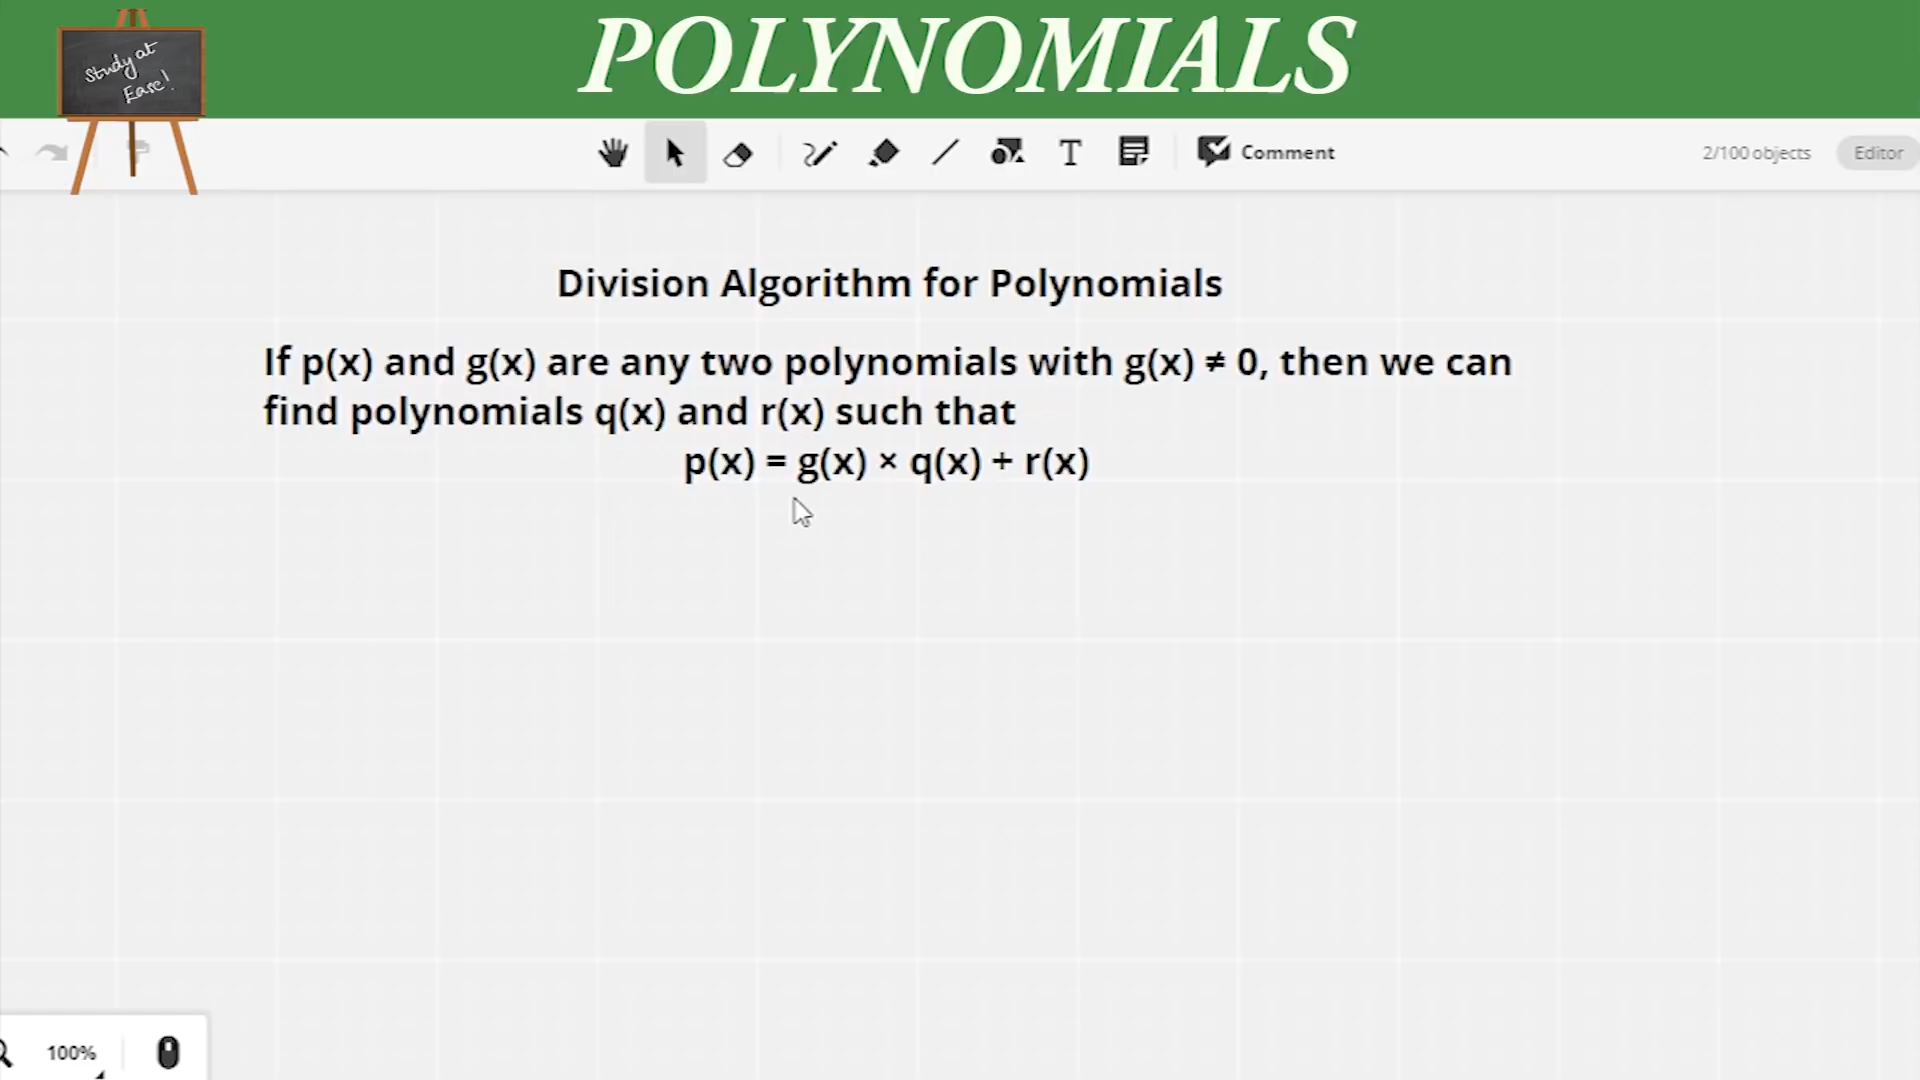 POLYNOMIALS
Study at
Ease!
T
Comment
2/100 objects
Editor
Division Algorithm for Polynomials
If p(x) and g(x) are any two polynomials with g(x) ≠ 0, then we can
find polynomials q(x) and r(x) such that
p(x) = g(x) × q(x) + r(x)
100%